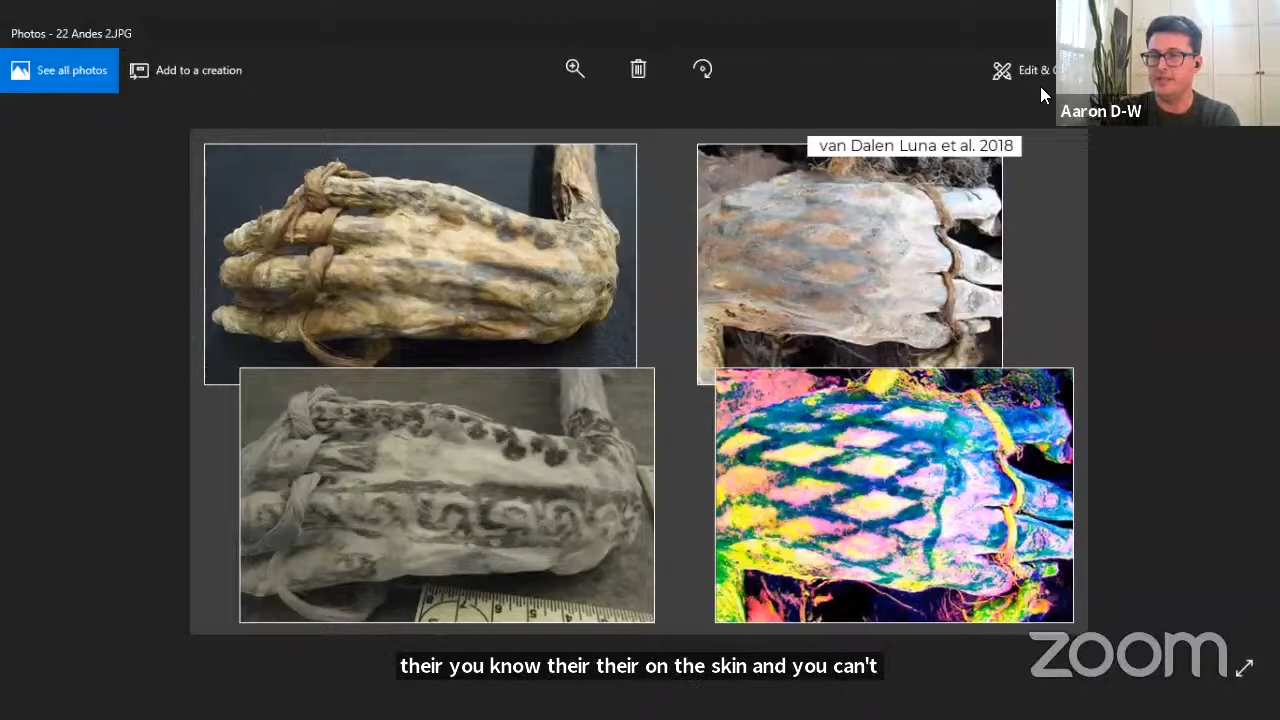 Photos - 22 Andes 2.JPG
See all photos
Add to a creation
Edit &
Aaron D-W
van Dalen Luna et al. 2018
their you know their their on the skin and you can't
zoom